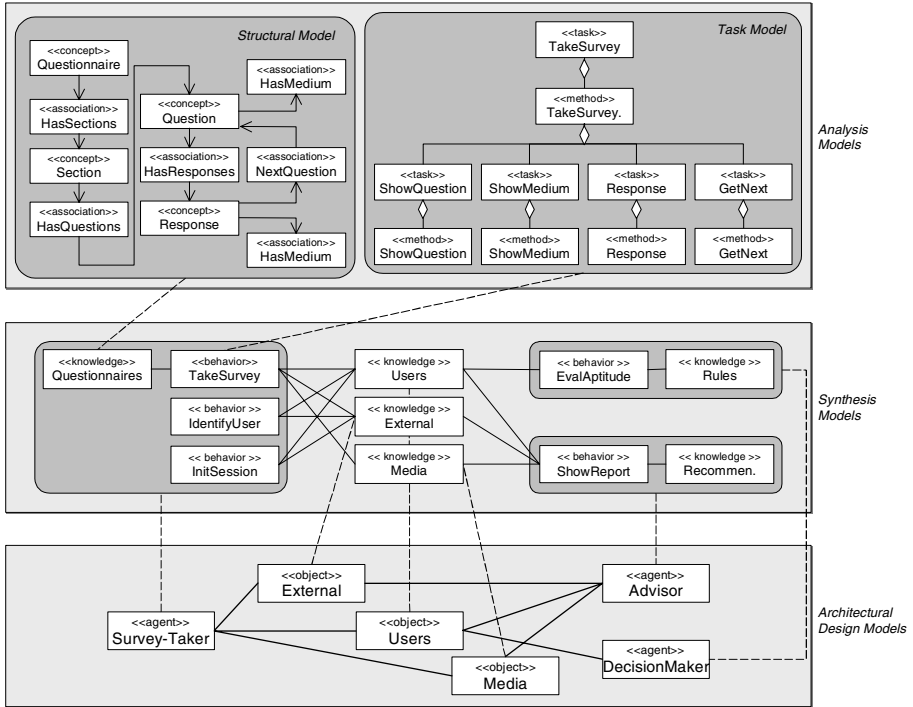 Structural Model
<<concept>>
Questionnaire
<<association>>
HasSections
<<concept>>
Section
<<association>>
HasQuestions
<<concept>>
Question
<<association>>
HasResponses
<<concept>>
Response
<<association>>
HasMedium
<<association>>
NextQuestion
<<association>>
HasMedium
Task Model
<<task>>
TakeSurvey
<<method>>
TakeSurvey.
<<task>>
ShowQuestion
<<task>>
ShowMedium
<<task>>
Response
<<task>>
GetNext
<<method>>
ShowQuestion
<<method>>
ShowMedium
<<method>>
Response
<<method>>
GetNext
Analysis
Models
<<knowledge>>
Questionnaires
<<behavior>>
TakeSurvey
<< behavior >>
IdentifyUser
<< behavior >>
InitSession
<< knowledge >>
Users
<< knowledge >>
External
<< knowledge >>
Media
<< behavior >>
EvalAptitude
<< knowledge >>
Rules
<< behavior >>
ShowReport
<< knowledge >>
Recommen.
Synthesis
Models
<<agent>>
Survey-Taker
<<object>>
External
<<object>>
Users
<<object>>
Media
<<agent>>
Advisor
<<agent>>
DecisionMaker
Architectural
Design Models